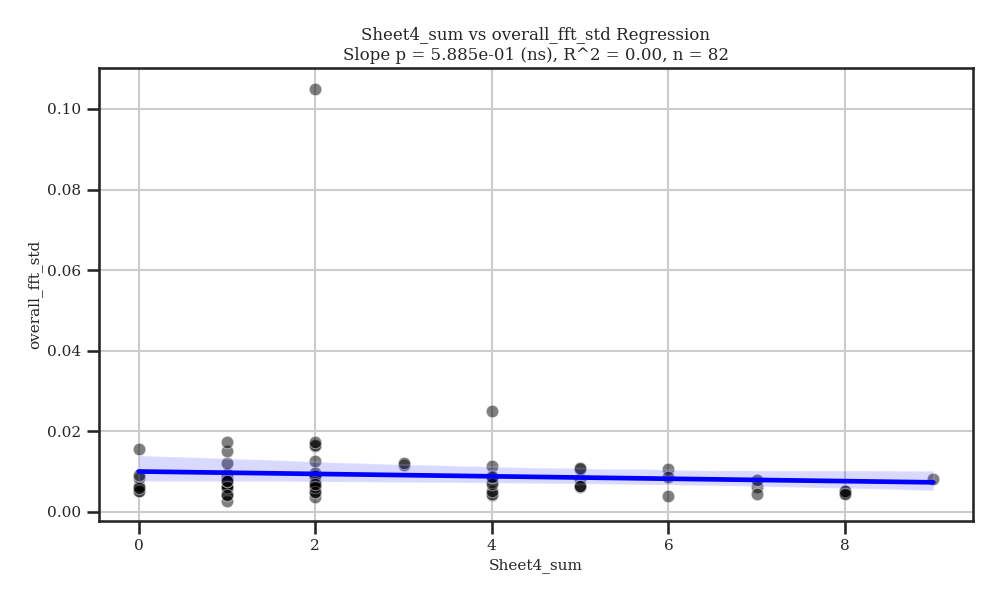 Sheet4_sum vs overall_fft_std Regression
Slope p = 5.885e-01 (ns), R^2 = 0.00, n = 82
overall_fft_std
0.10
0.08
0.06
0.04
0.02
0.00
0 2 4 6 8
Sheet4_sum